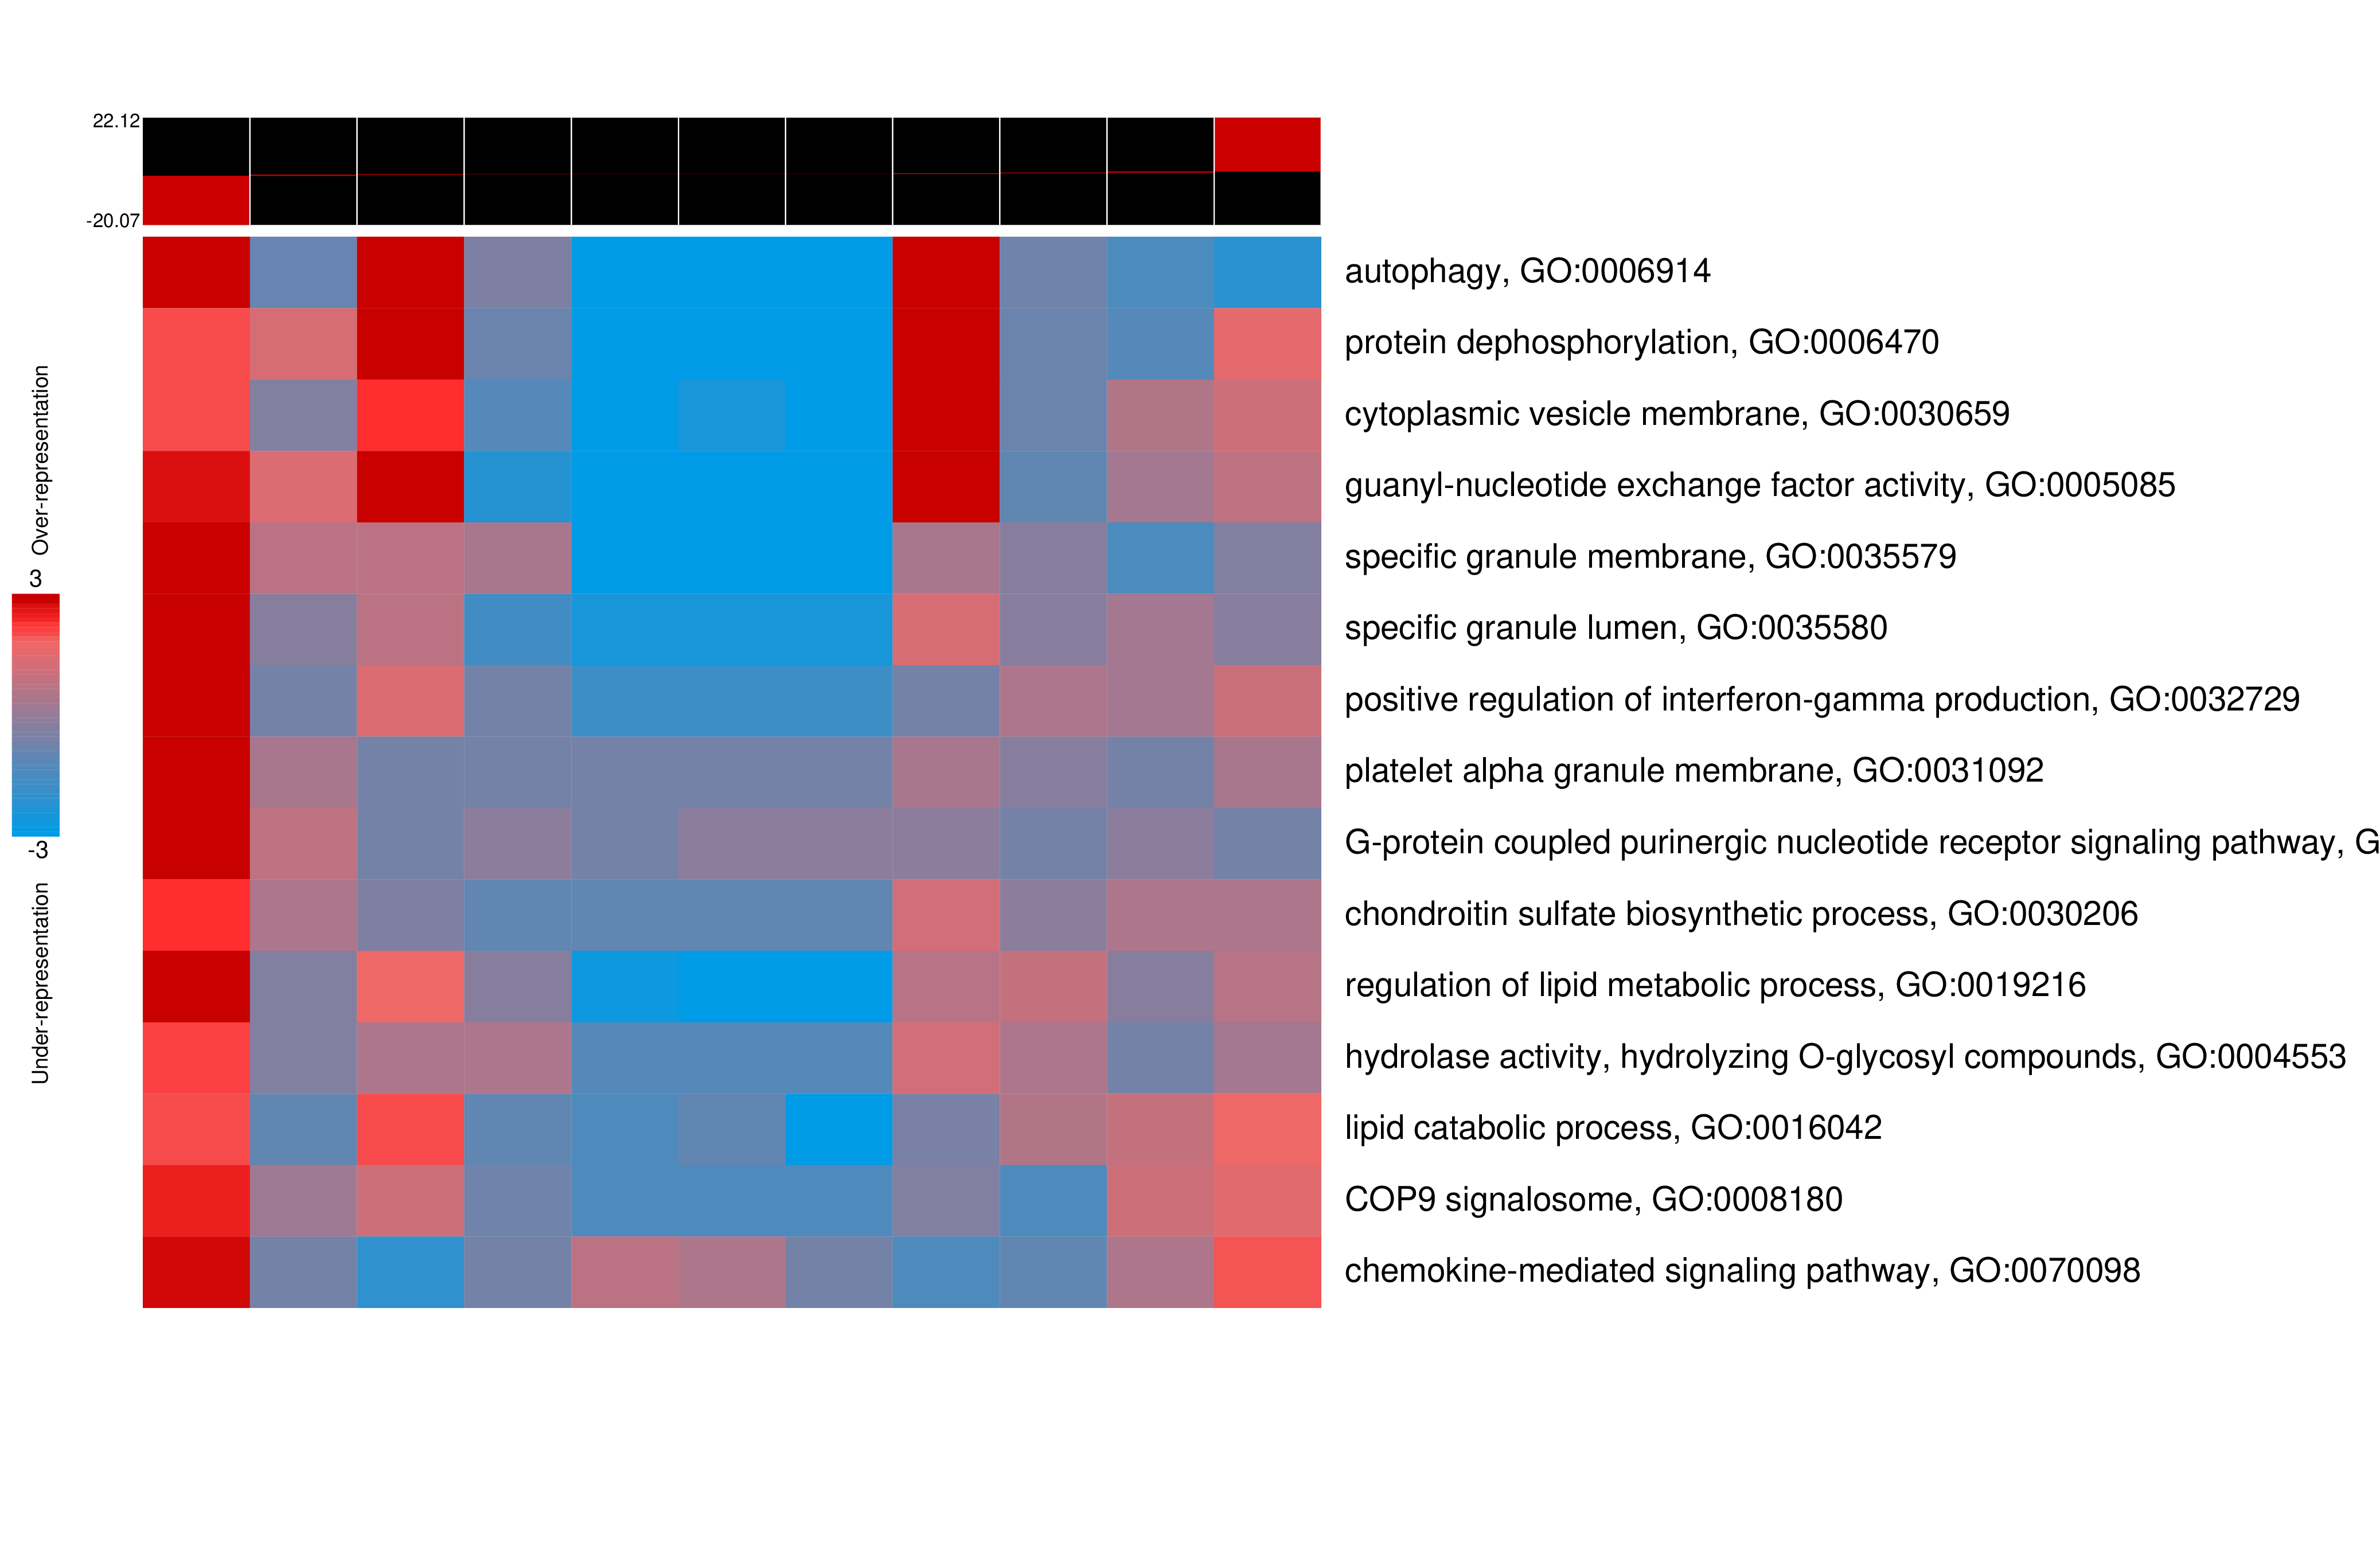 22.12
-20.07
Over-representation
3
-3
Under-representation
autophagy, GO:0006914
protein dephosphorylation, GO:0006470
cytoplasmic vesicle membrane, GO:0030659
guanyl-nucleotide exchange factor activity, GO:0005085
specific granule membrane, GO:0035579
specific granule lumen, GO:0035580
positive regulation of interferon-gamma production, GO:0032729
platelet alpha granule membrane, GO:0031092
G-protein coupled purinergic nucleotide receptor signaling pathway, G
chondroitin sulfate biosynthetic process, GO:0030206
regulation of lipid metabolic process, GO:0019216
hydrolase activity, hydrolyzing O-glycosyl compounds, GO:0004553
lipid catabolic process, GO:0016042
COP9 signalosome, GO:0008180
chemokine-mediated signaling pathway, GO:0070098